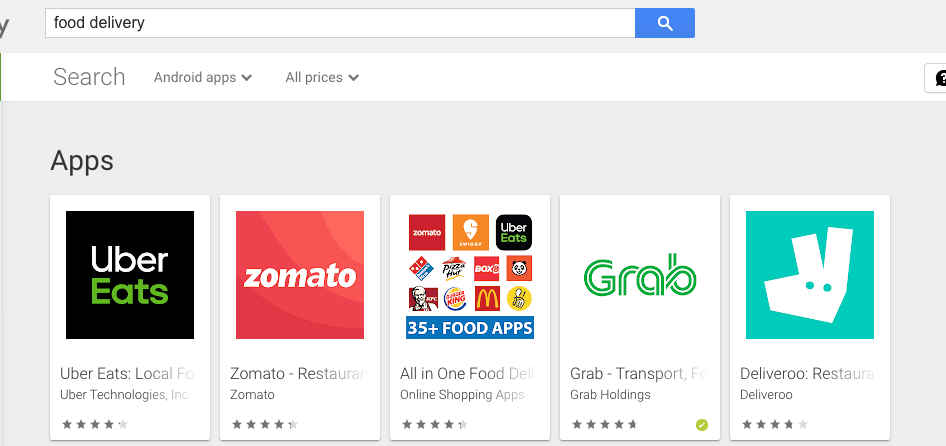 y
food delivery
Search
Android apps
All prices
Apps
Uber
Eats
zomato
zomato
SWIGGY
Uber
Eats
Pizza
Hut
BOX8
KFC
BURGER
KING
35+ FOOD APPS
Grab
Uber Eats: Local Fo
Uber Technologies, Inc.
Zomato - Restauran
Zomato
All in One Food Deli
Online Shopping Apps
Grab - Transport, Fo
Grab Holdings
Deliveroo: Restaura
Deliveroo